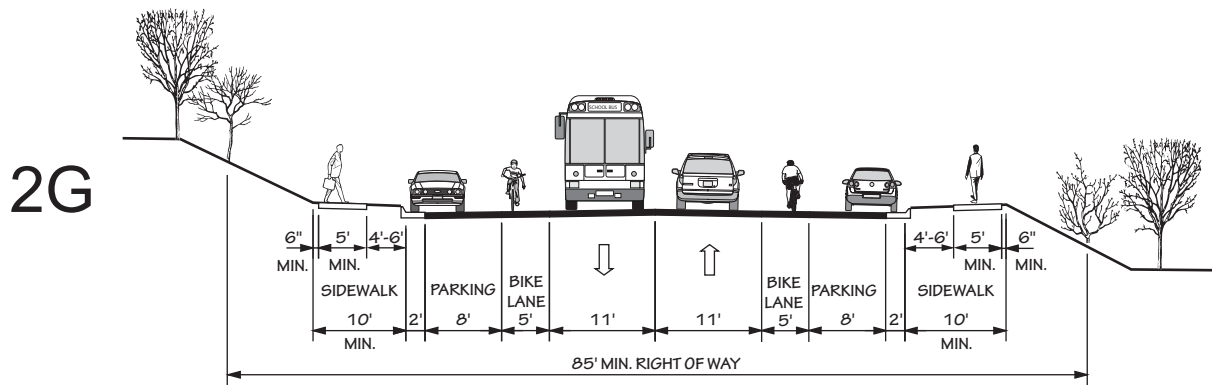 SCHOOL BUS
2G
6" 5' 4'-6' 4'-6' 5' 6"
MIN. MIN. BIKE BIKE MIN. MIN.
SIDEWALK PARKING LANE LANE PARKING SIDEWALK
10' 2' 8' 5' 11' 11' 5' 8' 2' 10'
MIN. MIN.
85' MIN. RIGHT OF WAY